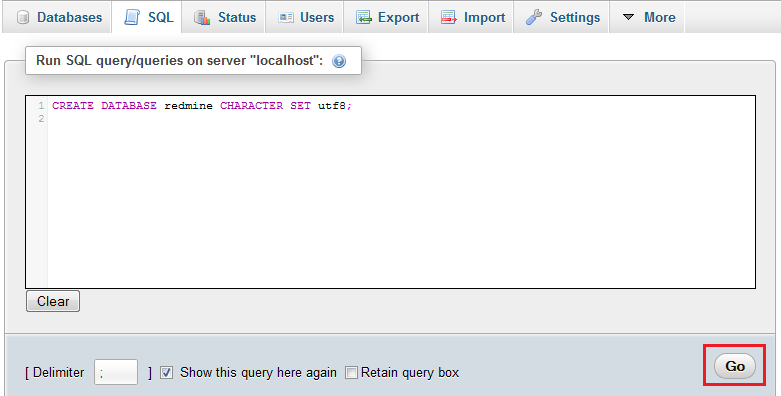 Databases SQL Status Users Export Import Settings More
Run SQL query/queries on server "localhost":
1 CREATE DATABASE redmine CHARACTER SET utf8;
2
Clear
[ Delimiter ; ] Show this query here again Retain query box
Go